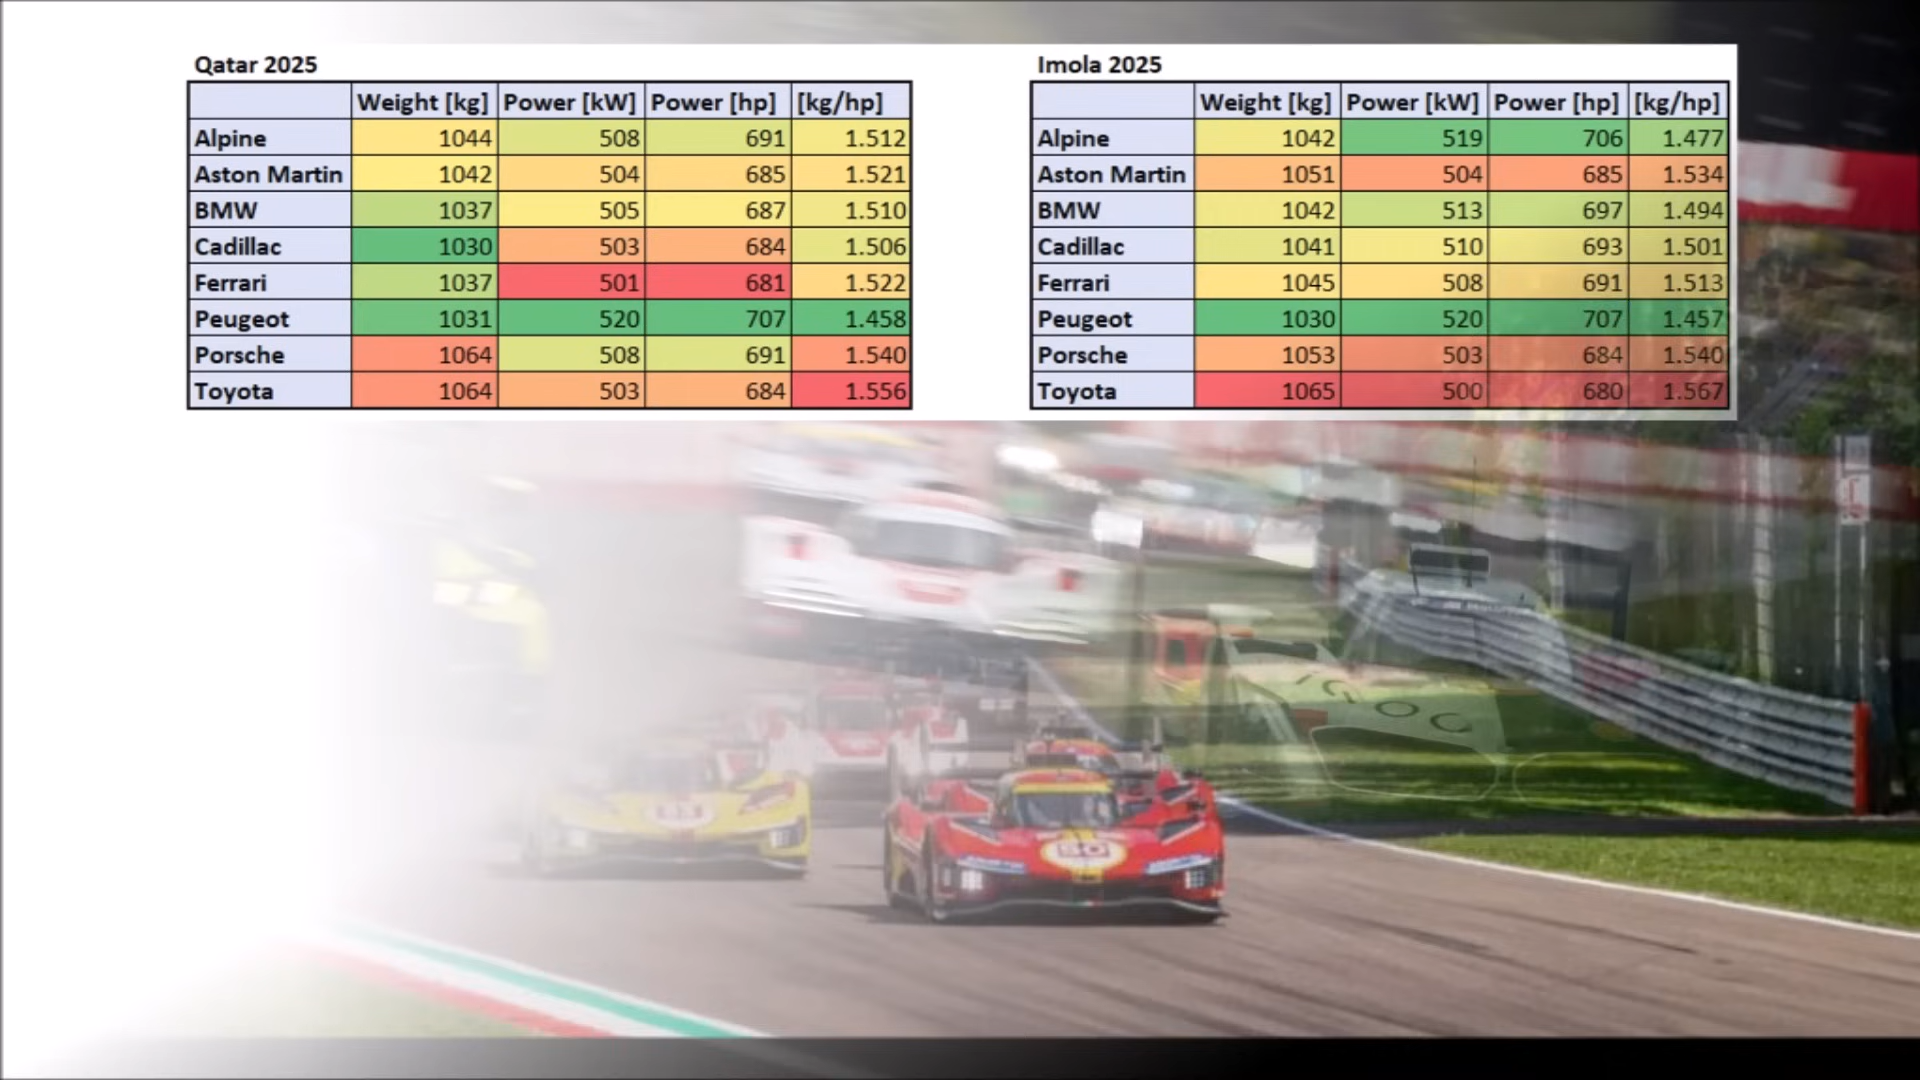 Qatar 2025
Weight [kg] Power [kW] Power [hp] [kg/hp]
Alpine 1044 508 691 1.512
Aston Martin 1042 504 685 1.521
BMW 1037 505 687 1.510
Cadillac 1030 503 684 1.506
Ferrari 1037 501 681 1.522
Peugeot 1031 520 707 1.458
Porsche 1064 508 691 1.540
Toyota 1064 503 684 1.556
Imola 2025
Weight [kg] Power [kW] Power [hp] [kg/hp]
Alpine 1042 519 706 1.477
Aston Martin 1051 504 685 1.534
BMW 1042 513 697 1.494
Cadillac 1041 510 693 1.501
Ferrari 1045 508 691 1.513
Peugeot 1030 520 707 1.457
Porsche 1053 503 684 1.540
Toyota 1065 500 680 1.567
83
50